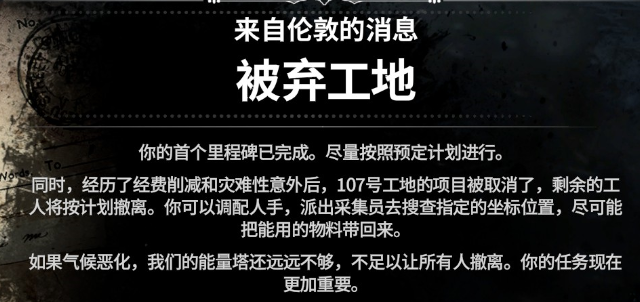 来自伦敦的消息
被弃工地
你的首个里程碑已完成。尽量按照预定计划进行。
同时，经历了经费削减和灾难性意外后，107号工地的项目被取消了，剩余的工
人将按计划撤离。你可以调配人手，派出采集员去搜查指定的坐标位置，尽可能
把能用的物料带回来。
如果气候恶化，我们的能量塔还远远不够，不足以让所有人撤离。你的任务现在
更加重要。
To